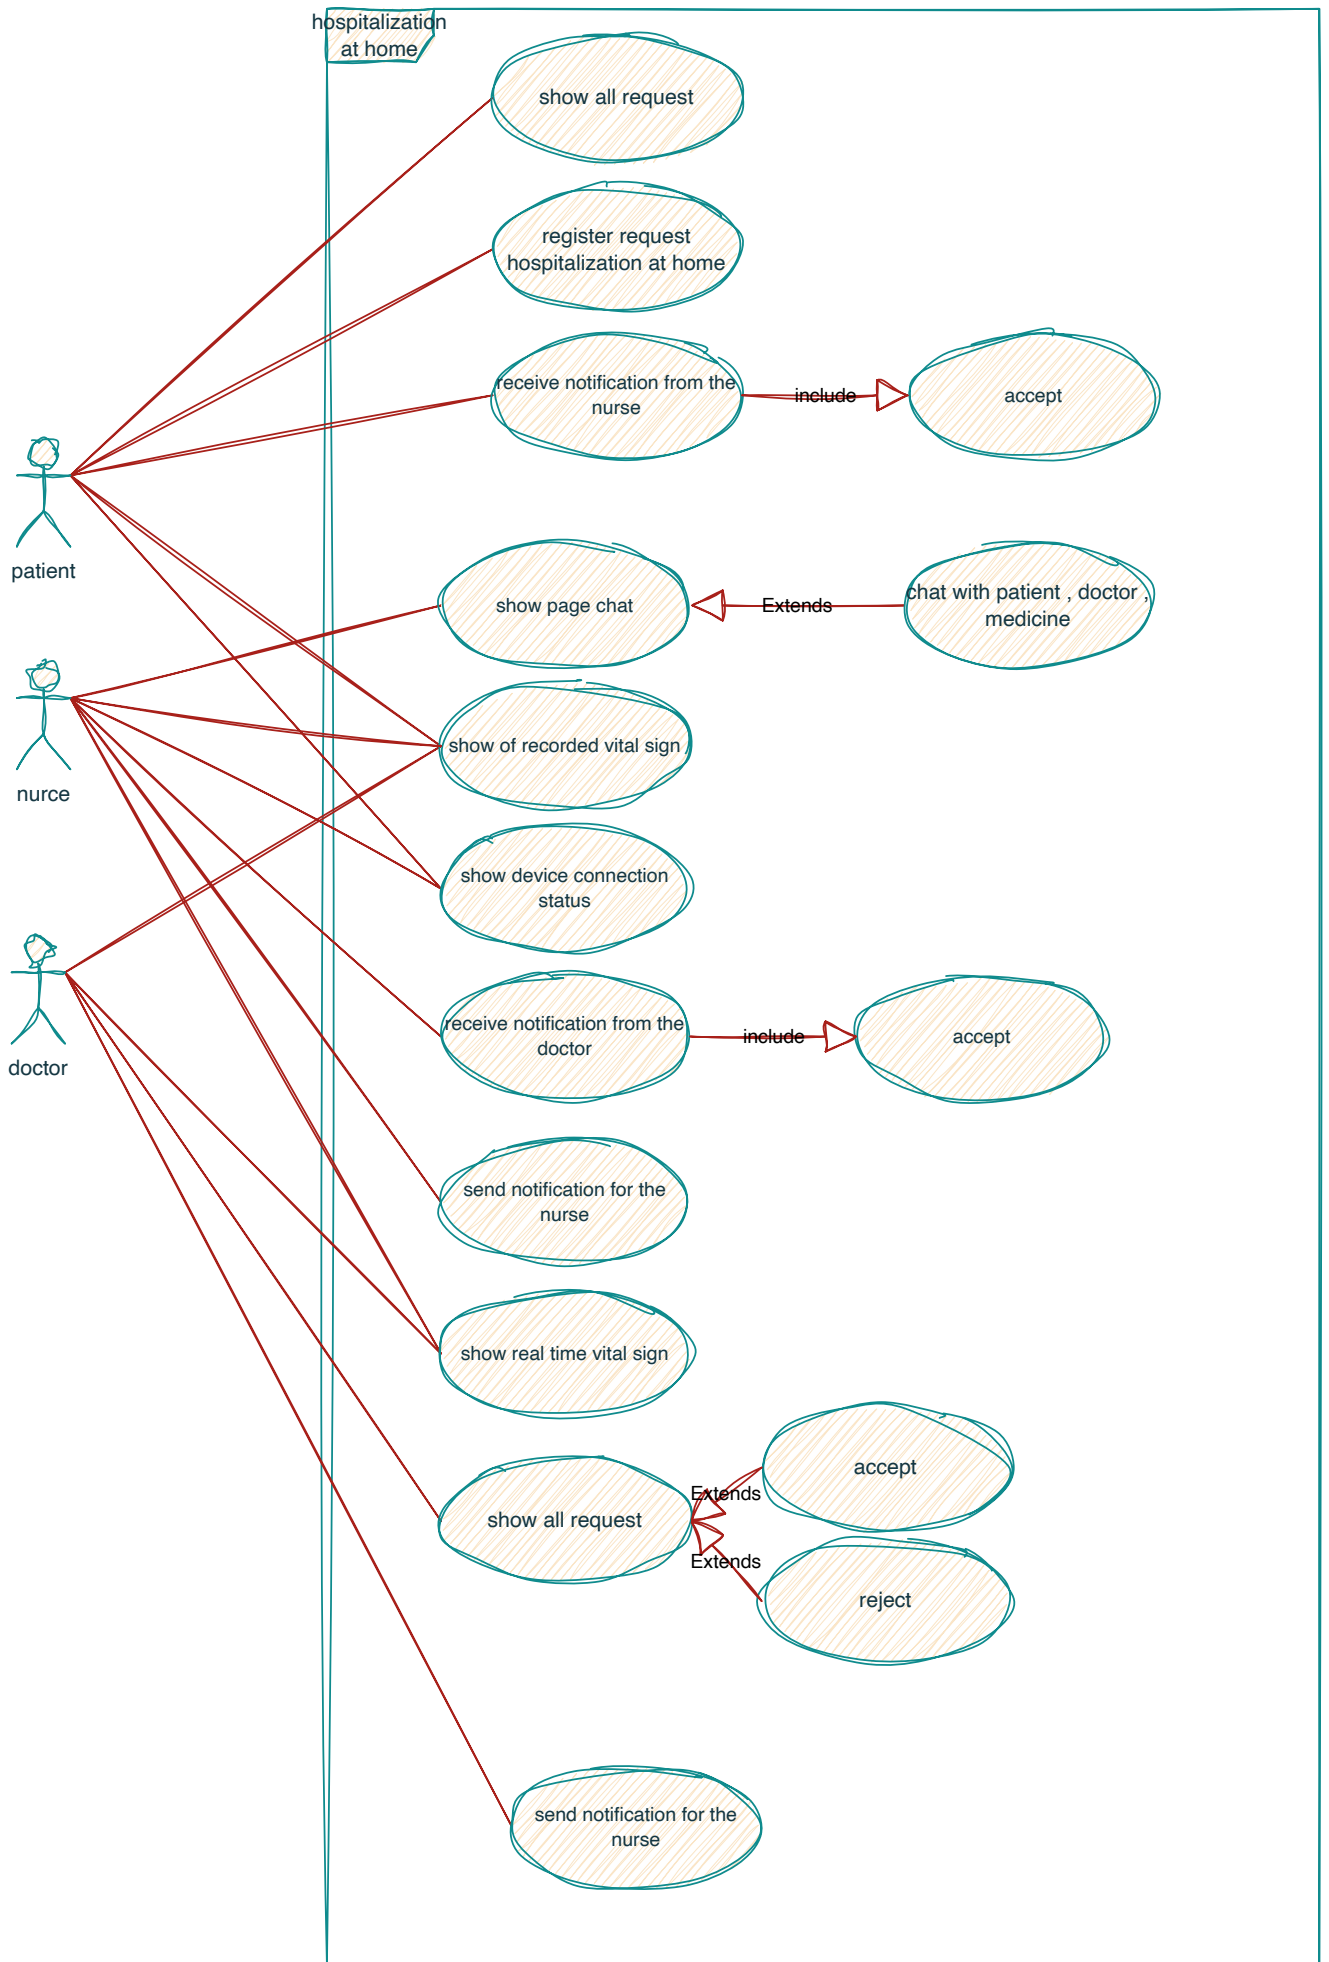 hospitalization
at home
show all request
register request
hospitalization at home
receive notification from the
nurse
include
accept
patient
show page chat
Extends
chat with patient , doctor ,
medicine
nurce
show of recorded vital sign
show device connection
status
doctor
receive notification from the
doctor
include
accept
send notification for the
nurse
show real time vital sign
accept
Extends
show all request
Extends
reject
send notification for the
nurse